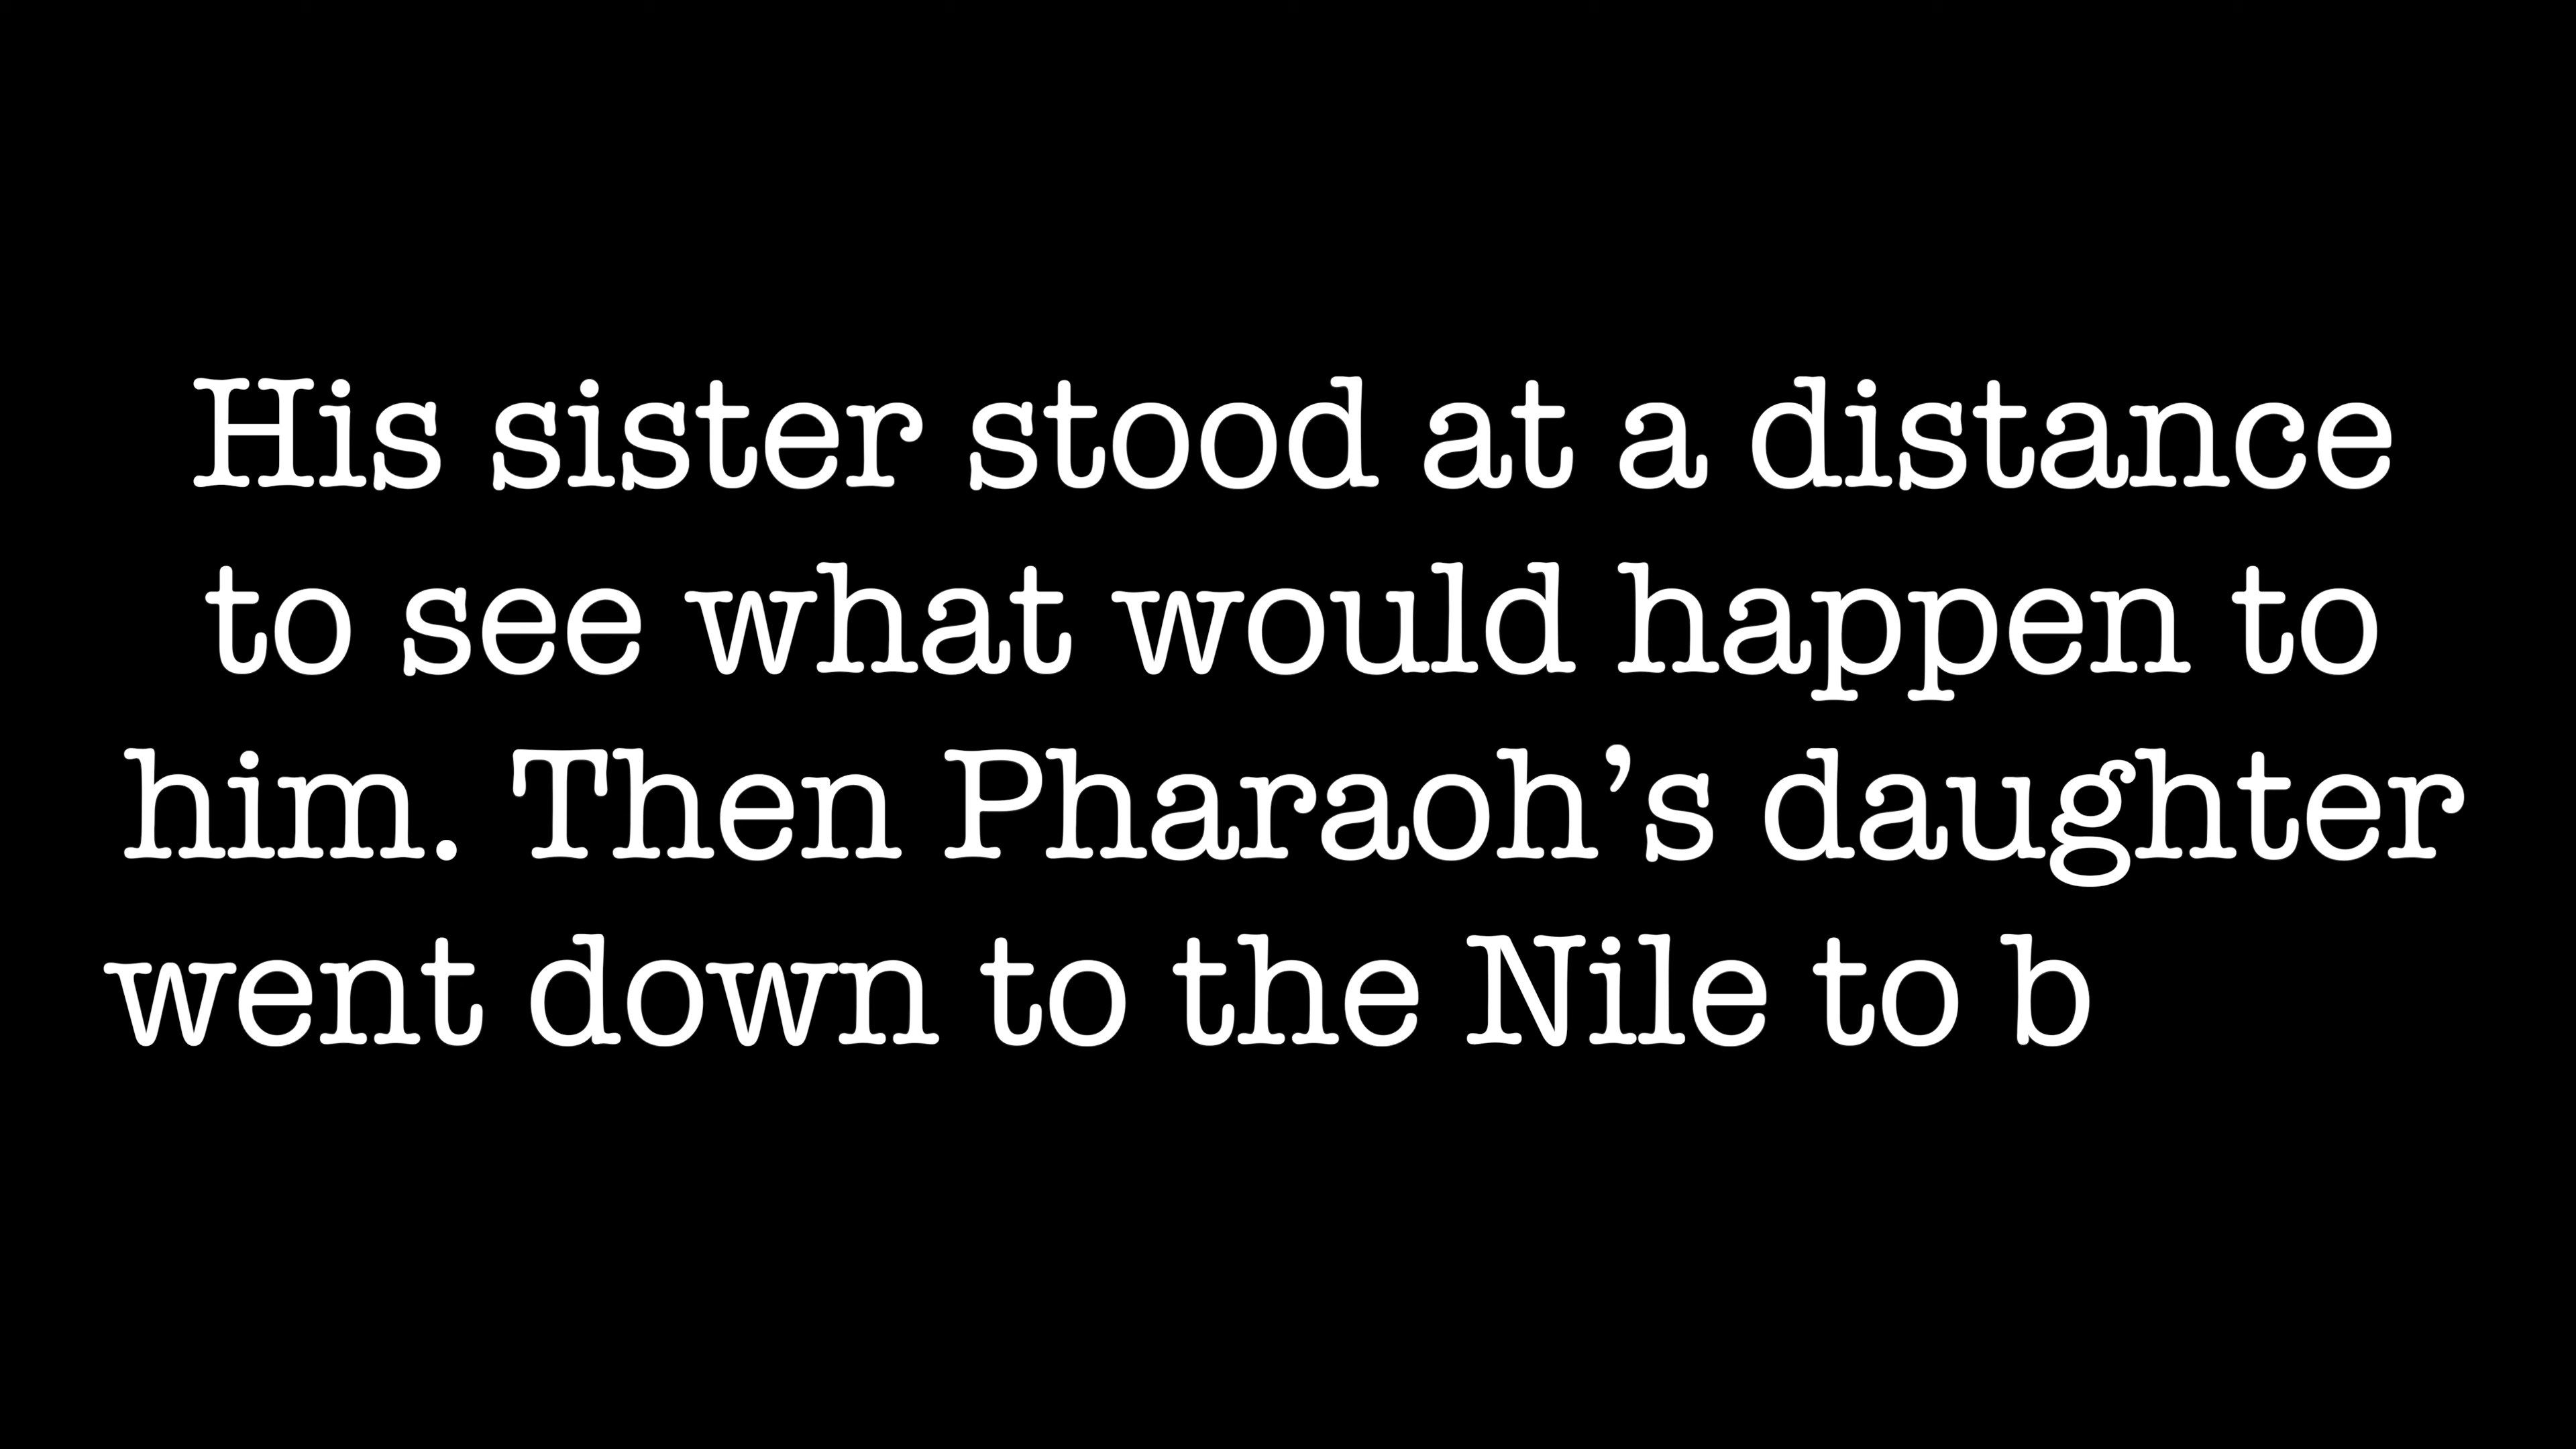 His sister stood at a distance
to see what would happen to
him. Then Pharaoh’s daughter
went down to the Nile to b